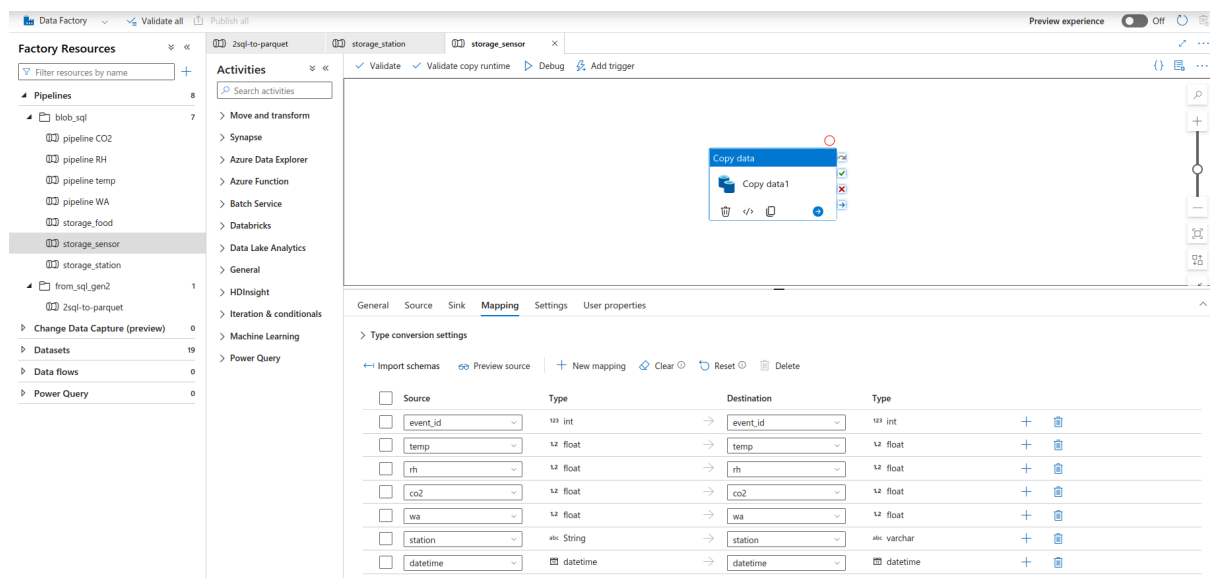 Data Factory Validate all Publish all Preview experience Off
Factory Resources
Filter resources by name
Pipelines 8
blob_sql 7
pipeline CO2
pipeline RH
pipeline temp
pipeline WA
storage_food
storage_sensor
storage_station
from_sql_gen2 1
2sql-to-parquet
Change Data Capture (preview) 0
Datasets 19
Data flows 0
Power Query 0
2sql-to-parquet storage_station storage_sensor
Activities
Search activities
Move and transform
Synapse
Azure Data Explorer
Azure Function
Batch Service
Databricks
Data Lake Analytics
General
HDInsight
Iteration & conditionals
Machine Learning
Power Query
Validate Validate copy runtime Debug Add trigger
Copy data
Copy data1
General Source Sink Mapping Settings User properties
Type conversion settings
Import schemas Preview source New mapping Clear Reset Delete
Source Type Destination Type
event_id 123 int event_id 123 int
temp 1.2 float temp 1.2 float
rh 1.2 float rh 1.2 float
co2 1.2 float co2 1.2 float
wa 1.2 float wa 1.2 float
station abc String station abc varchar
datetime datetime datetime datetime